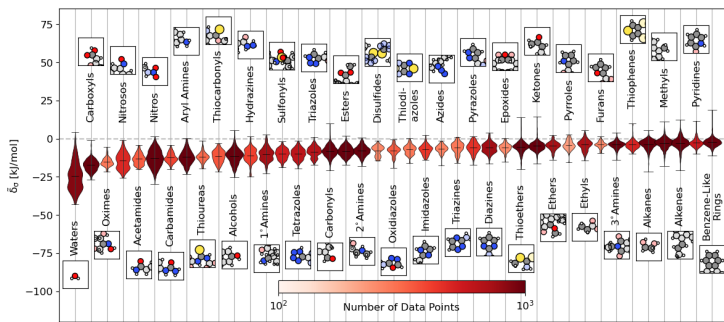 75
50
25
0
−25
−50
−75
−100
δ̃σ [kJ/mol]
Carboxyls
Nitrosos
Nitros
Aryl Amines
Thiocarbonyls
Hydrazines
Sulfonyls
Triazoles
Esters
Disulfides
Thiodi-
azoles
Azides
Pyrazoles
Epoxides
Ketones
Pyrroles
Furans
Thiophenes
Methyls
Pyridines
Waters
Oximes
Acetamides
Carbamides
Thioureas
Alcohols
1°Amines
Tetrazoles
Carbonyls
2°Amines
Oxidiazoles
Imidazoles
Triazines
Diazines
Thioethers
Ethers
Ethyls
3°Amines
Alkanes
Alkenes
Benzene-Like
Rings
10²
10³
Number of Data Points